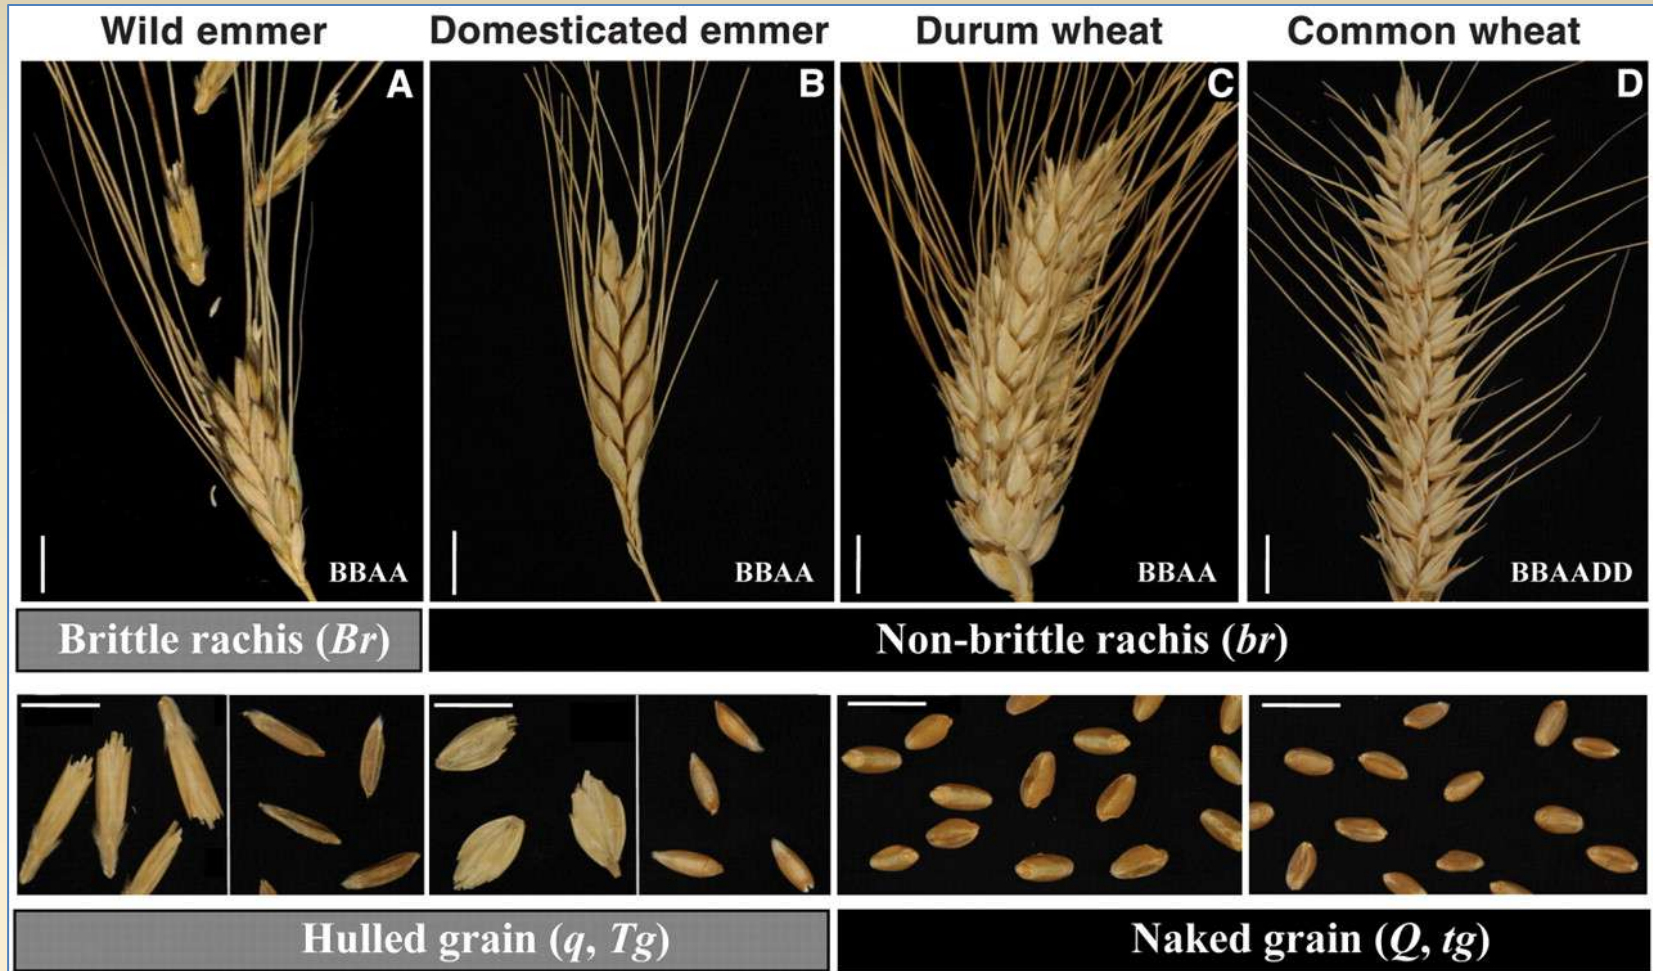 Wild emmer
Domesticated emmer
Durum wheat
Common wheat
A
B
C
D
BBAA
BBAA
BBAA
BBAADD
Brittle rachis (Br)
Non-brittle rachis (br)
Hulled grain (q, Tg)
Naked grain (Q, tg)